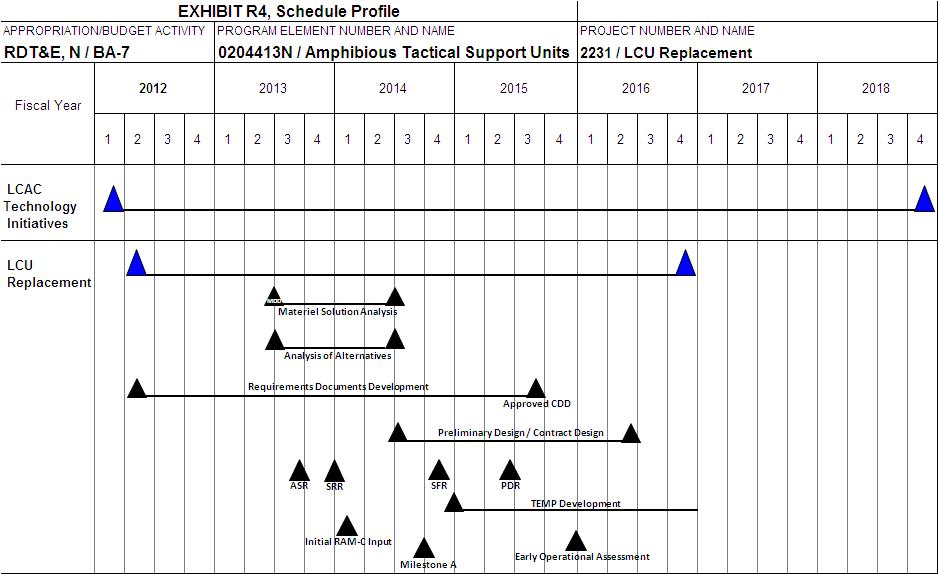 EXHIBIT R4, Schedule Profile
APPROPRIATION/BUDGET ACTIVITY PROGRAM ELEMENT NUMBER AND NAME PROJECT NUMBER AND NAME
RDT&E, N / BA-7 0204413N / Amphibious Tactical Support Units 2231 / LCU Replacement
Fiscal Year 2012 2013 2014 2015 2016 2017 2018
1 2 3 4 1 2 3 4 1 2 3 4 1 2 3 4 1 2 3 4 1 2 3 4 1 2 3 4
LCAC
Technology
Initiatives
LCU
Replacement
Materiel Solution Analysis
Analysis of Alternatives
Requirements Documents Development
Approved CDD
Preliminary Design / Contract Design
ASR SRR SFR PDR
TEMP Development
Initial RAM-C Input
Early Operational Assessment
Milestone A